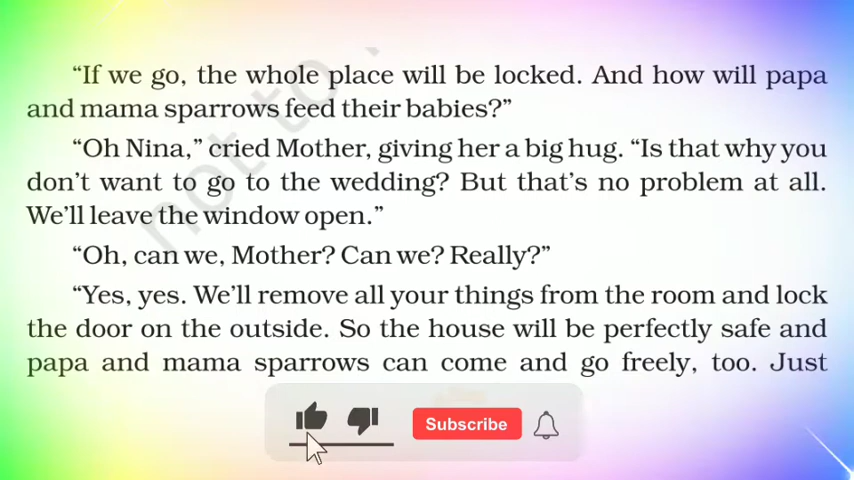 “If we go, the whole place will be locked. And how will papa
and mama sparrows feed their babies?”
“Oh Nina,” cried Mother, giving her a big hug. “Is that why you
don’t want to go to the wedding? But that’s no problem at all.
We’ll leave the window open.”
“Oh, can we, Mother? Can we? Really?”
“Yes, yes. We’ll remove all your things from the room and lock
the door on the outside. So the house will be perfectly safe and
papa and mama sparrows can come and go freely, too. Just
Subscribe
not to